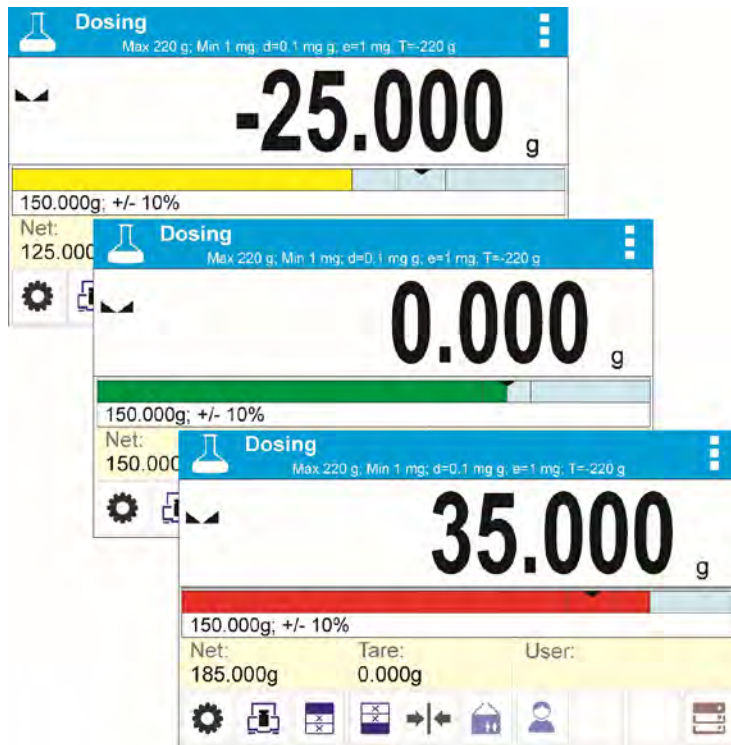 Dosing
Max 220 g; Min 1 mg; d=0.1 mg g; e=1 mg; T=-220 g
-25.000 g
150.000g; +/- 10%
Net:
125.000
Dosing
Max 220 g; Min 1 mg; d=0.1 mg g; e=1 mg; T=-220 g
0.000 g
150.000g; +/- 10%
Net:
150.000
Dosing
Max 220 g; Min 1 mg; d=0.1 mg g; e=1 mg; T=-220 g
35.000 g
150.000g; +/- 10%
Net: Tare: User:
185.000g 0.000g